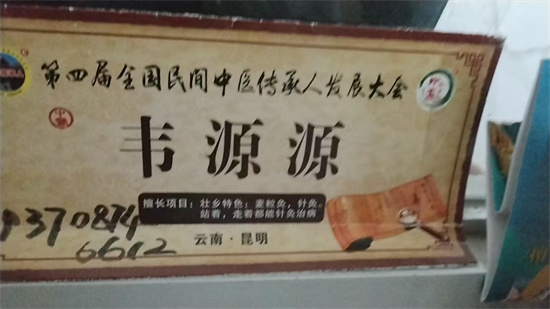 第四届全国民间中医传承人发展大会
韦源源
擅长项目：壮乡特色：麦粒灸，针灸。
站着，走着都能针灸治病
9370874
6612
云南·昆明